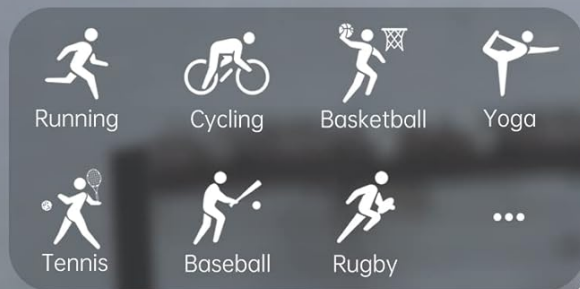 Running
Cycling
Basketball
Yoga
Tennis
Baseball
Rugby
...